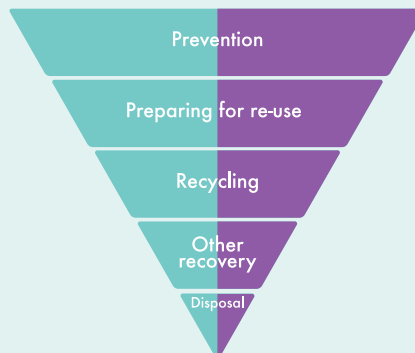 Prevention
Preparing for re-use
Recycling
Other
recovery
Disposal